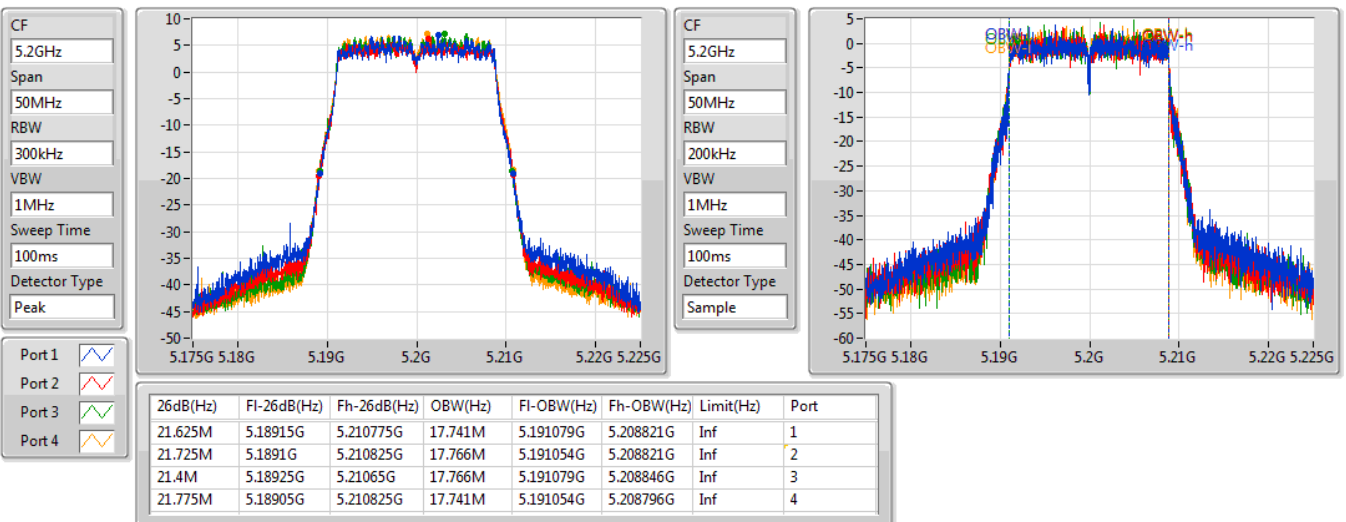 CF
5.2GHz
Span
50MHz
RBW
300kHz
VBW
1MHz
Sweep Time
100ms
Detector Type
Peak
10
5
0
-5
-10
-15
-20
-25
-30
-35
-40
-45
-50
5.175G 5.18G 5.19G 5.2G 5.21G 5.22G 5.225G
CF
5.2GHz
Span
50MHz
RBW
200kHz
VBW
1MHz
Sweep Time
100ms
Detector Type
Sample
5
0
-5
-10
-15
-20
-25
-30
-35
-40
-45
-50
-55
-60
OBW-h
5.175G 5.18G 5.19G 5.2G 5.21G 5.22G 5.225G
Port 1
Port 2
Port 3
Port 4
26dB(Hz) Fl-26dB(Hz) Fh-26dB(Hz) OBW(Hz) Fl-OBW(Hz) Fh-OBW(Hz) Limit(Hz) Port
21.625M 5.18915G 5.210775G 17.741M 5.191079G 5.208821G Inf 1
21.725M 5.1891G 5.210825G 17.766M 5.191054G 5.208821G Inf 2
21.4M 5.18925G 5.21065G 17.766M 5.191079G 5.208846G Inf 3
21.775M 5.18905G 5.210825G 17.741M 5.191054G 5.208796G Inf 4